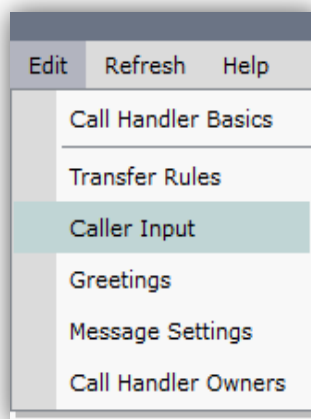 Edit Refresh Help
Call Handler Basics
Transfer Rules
Caller Input
Greetings
Message Settings
Call Handler Owners